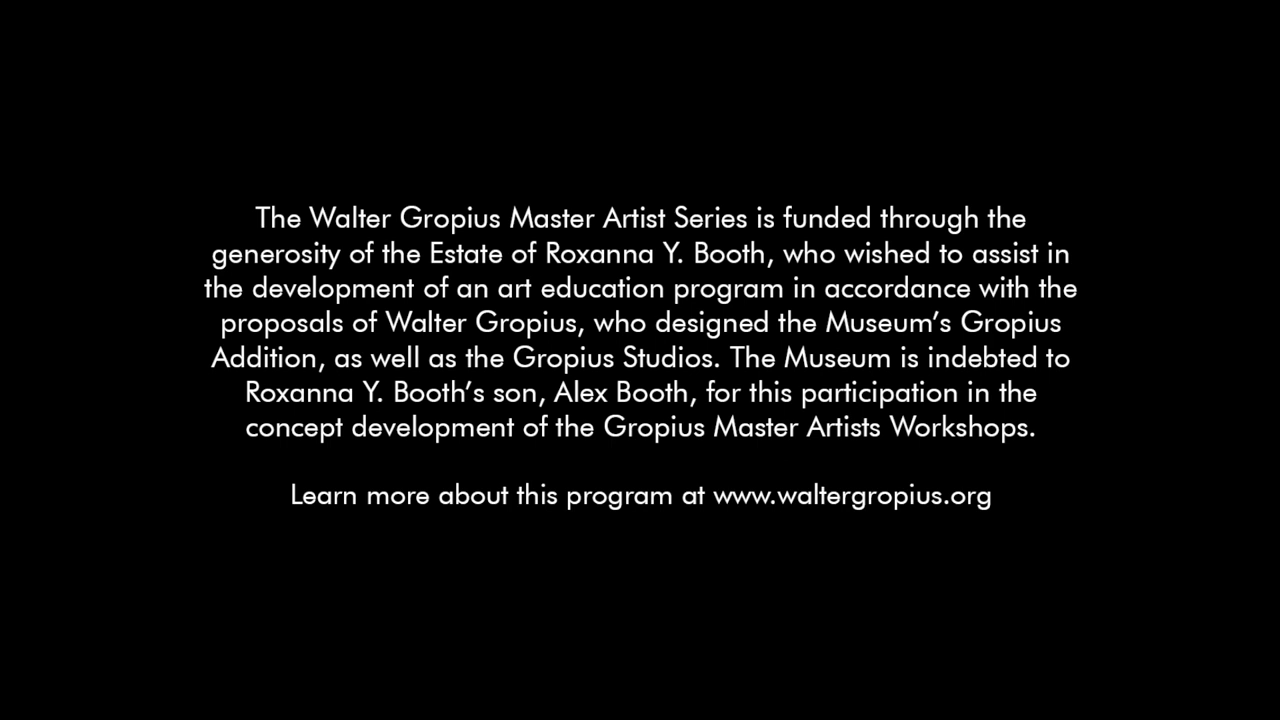 The Walter Gropius Master Artist Series is funded through the
generosity of the Estate of Roxanna Y. Booth, who wished to assist in
the development of an art education program in accordance with the
proposals of Walter Gropius, who designed the Museum’s Gropius
Addition, as well as the Gropius Studios. The Museum is indebted to
Roxanna Y. Booth’s son, Alex Booth, for this participation in the
concept development of the Gropius Master Artists Workshops.
Learn more about this program at www.waltergropius.org